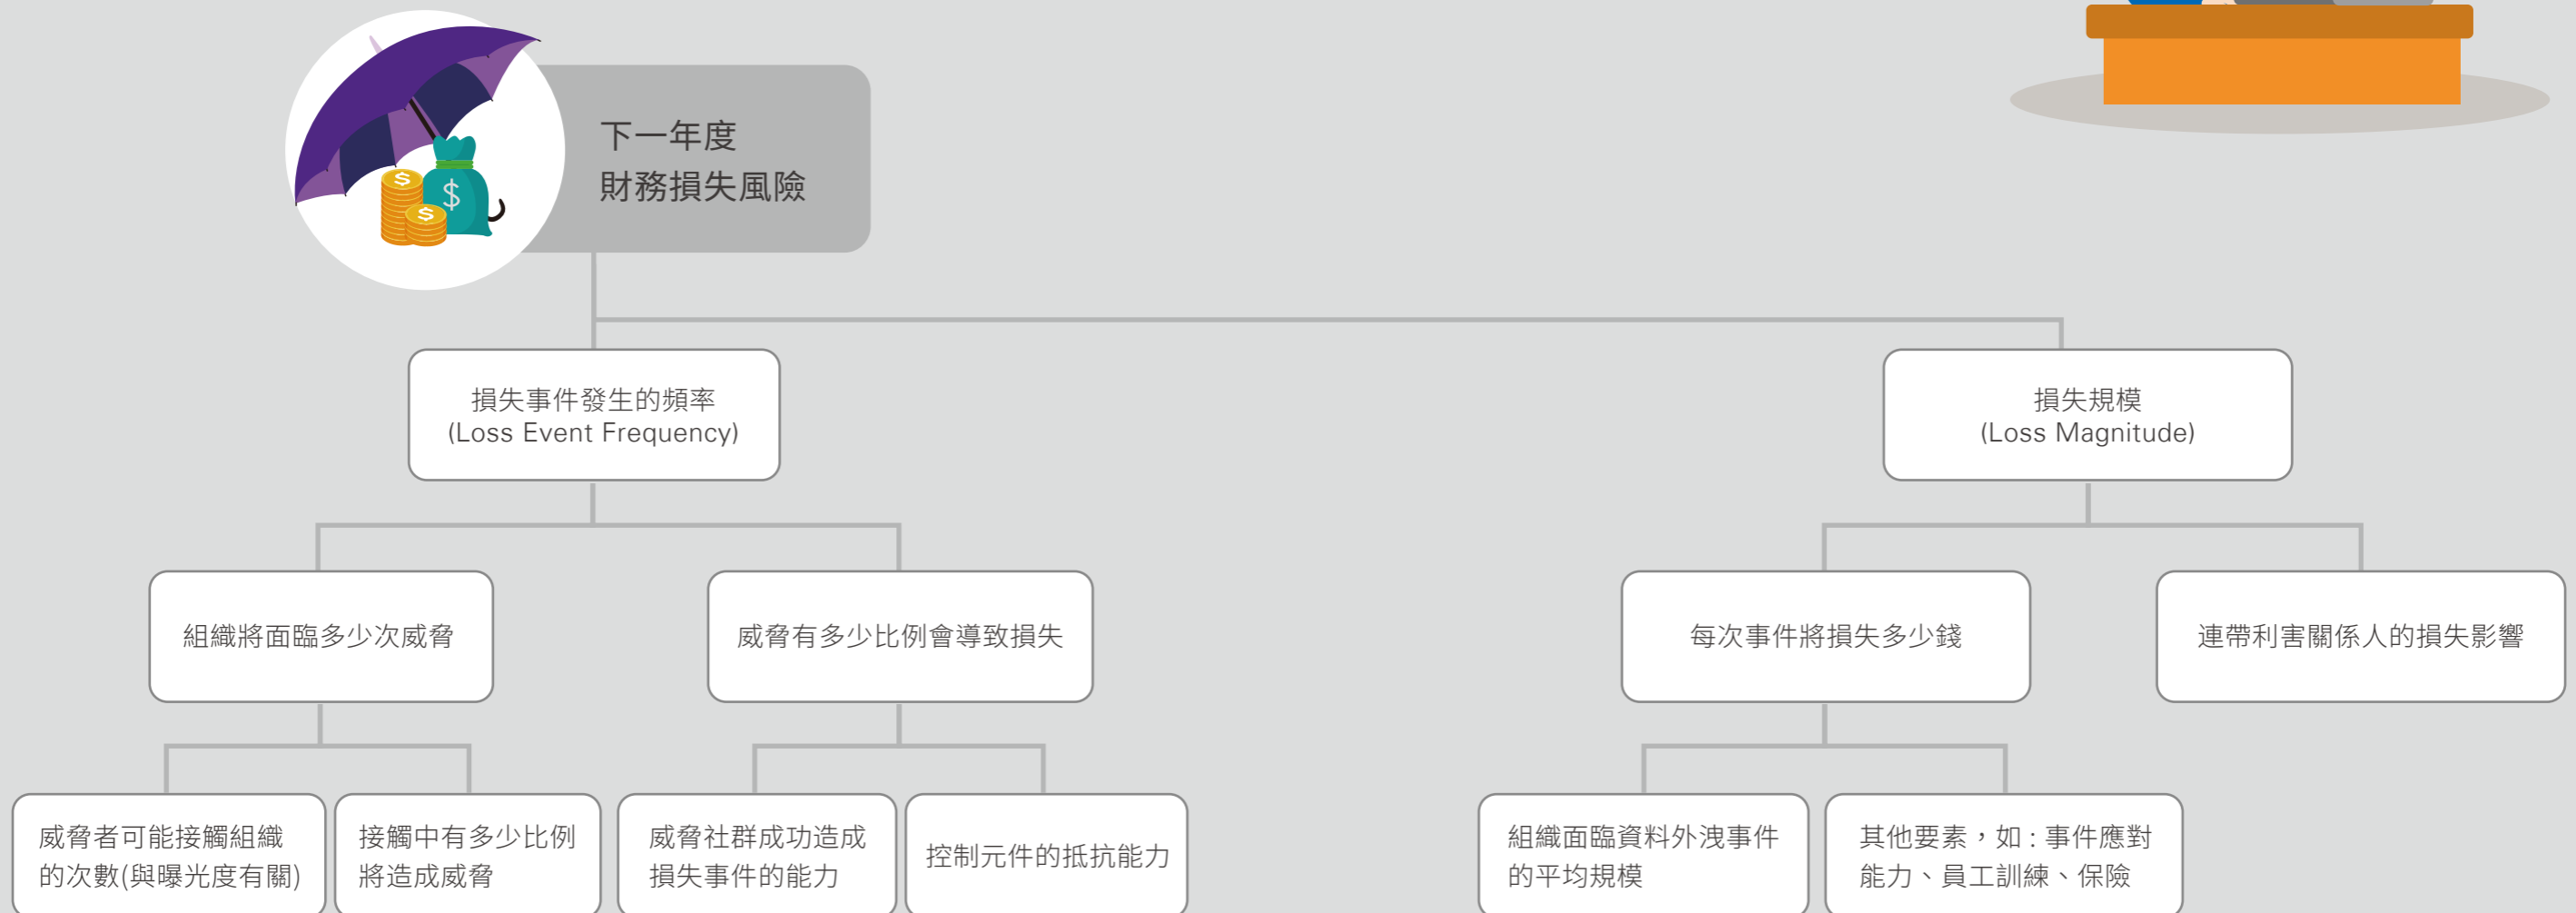 下一年度
財務損失風險
$
$
$
損失事件發生的頻率
(Loss Event Frequency)
損失規模
(Loss Magnitude)
組織將面臨多少次威脅
威脅有多少比例會導致損失
每次事件將損失多少錢
連帶利害關係人的損失影響
威脅者可能接觸組織
的次數(與曝光度有關)
接觸中有多少比例
將造成威脅
威脅社群成功造成
損失事件的能力
控制元件的抵抗能力
組織面臨資料外洩事件
的平均規模
其他要素，如 : 事件應對
能力、員工訓練、保險